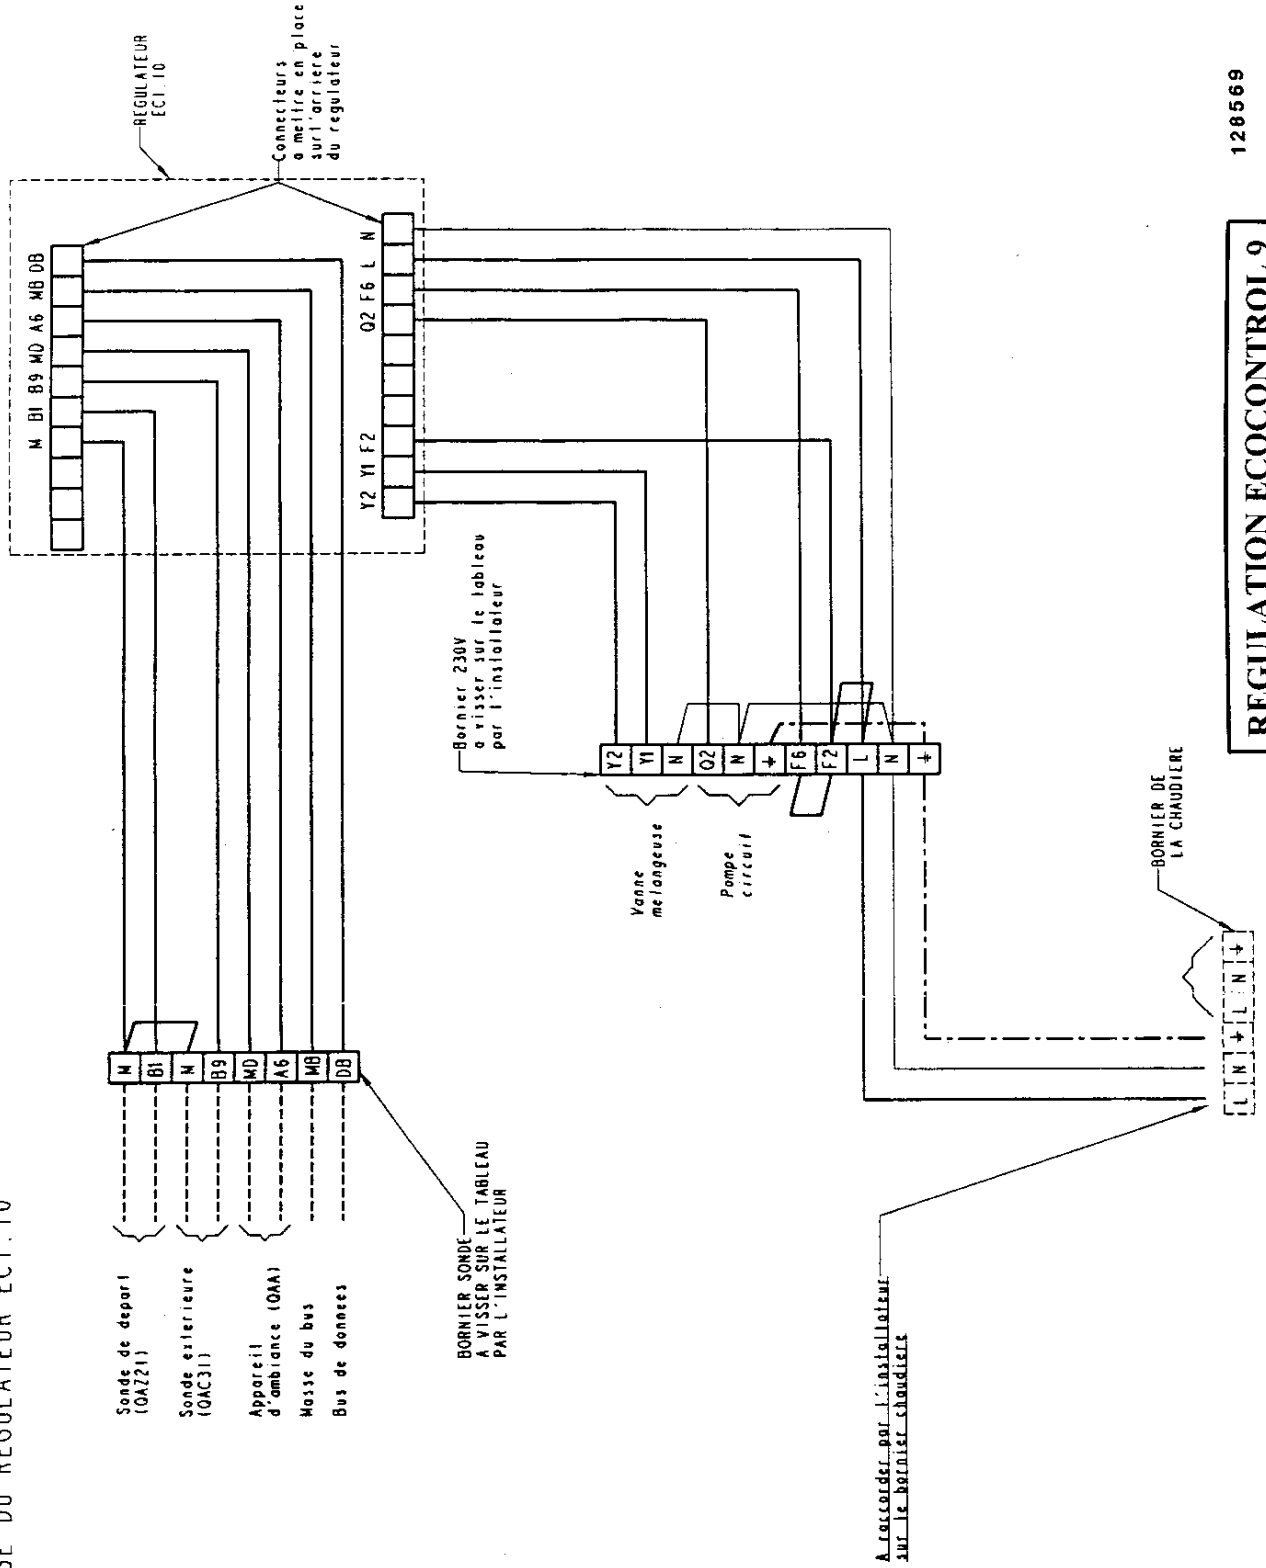 DU REGULATEUR ECI.10
REGULATEUR
ECI.10
Connecteurs
a mettre en place
surl'arriere
du regulateur
M B1 B9 MD A6 MB DB
Y2 Y1 F2 Q2 F6 L N
Bornier 230V
a visser sur le tableau
par l'installateur
Y2
Y1
N
Q2
N
F6
F2
L
N
Vanne
melangeuse
Pompe
circuit
M
B1
M
B9
MD
A6
MB
DB
Sonde de depart
(QAZ21)
Sonde exterieure
(QAC31)
Appareil
d'ambiance (QAA)
Masse du bus
Bus de donnees
BORNIER SONDE
A VISSER SUR LE TABLEAU
PAR L'INSTALLATEUR
A raccorder par l'installateur
sur le bornier chaudiere
L N L N
BORNIER DE
LA CHAUDIERE
REGULATION ECOCONTROL 9
128569